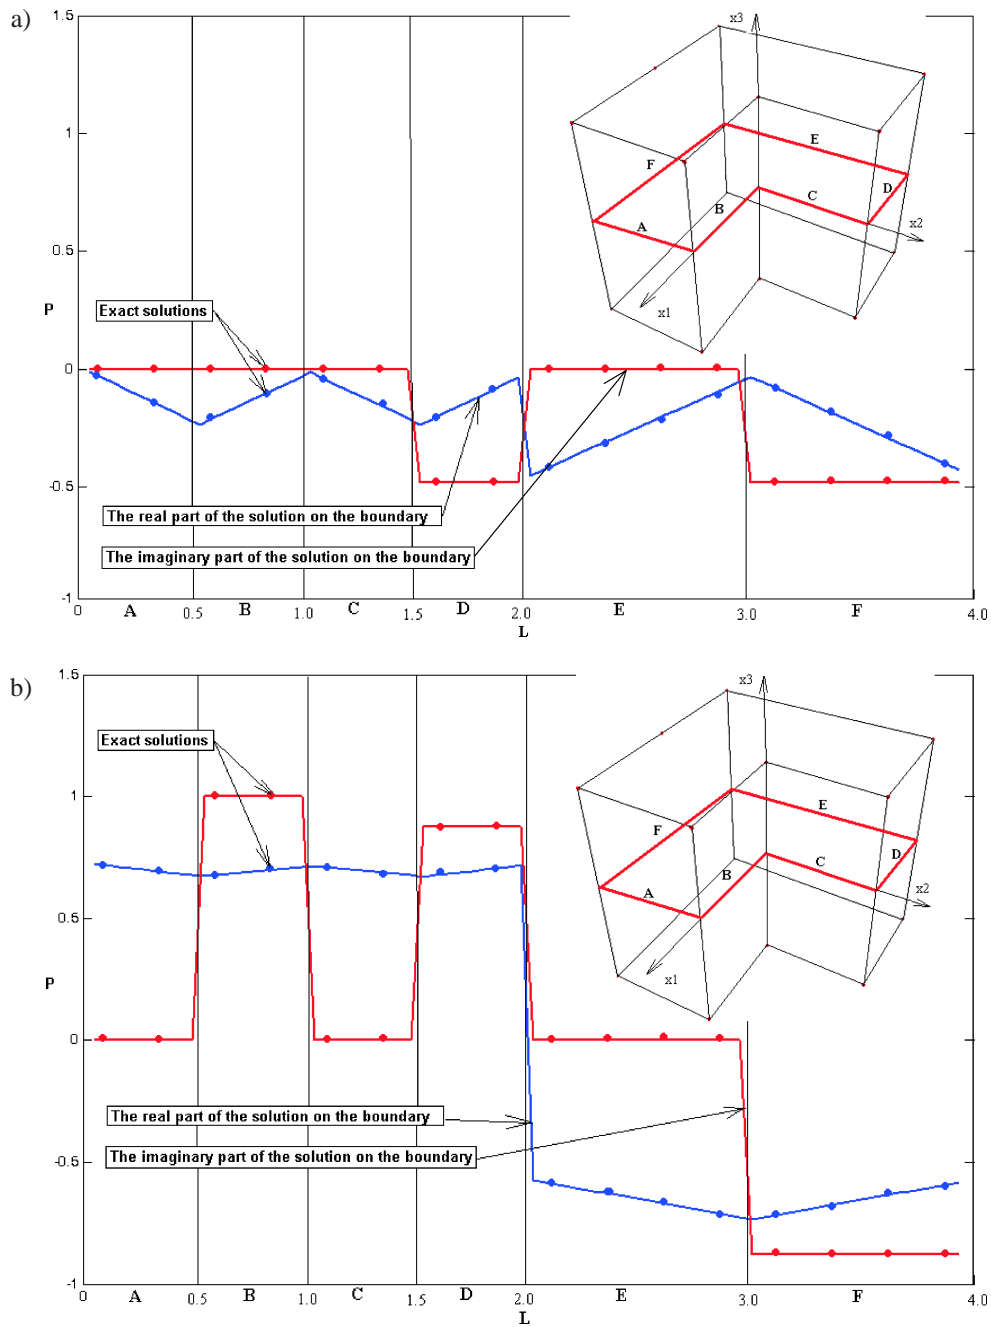 a)
1.5
1
0.5
P
0
-0.5
-1
Exact solutions
The real part of the solution on the boundary
The imaginary part of the solution on the boundary
x3
E
F
D
C
B
A
x2
x1
0 A 0.5 B 1.0 C 1.5 D 2.0 E 3.0 F 4.0
L
b)
1.5
1
0.5
P
0
-0.5
-1
Exact solutions
The real part of the solution on the boundary
The imaginary part of the solution on the boundary
x3
E
F
D
C
B
A
x2
x1
0 A 0.5 B 1.0 C 1.5 D 2.0 E 3.0 F 4.0
L